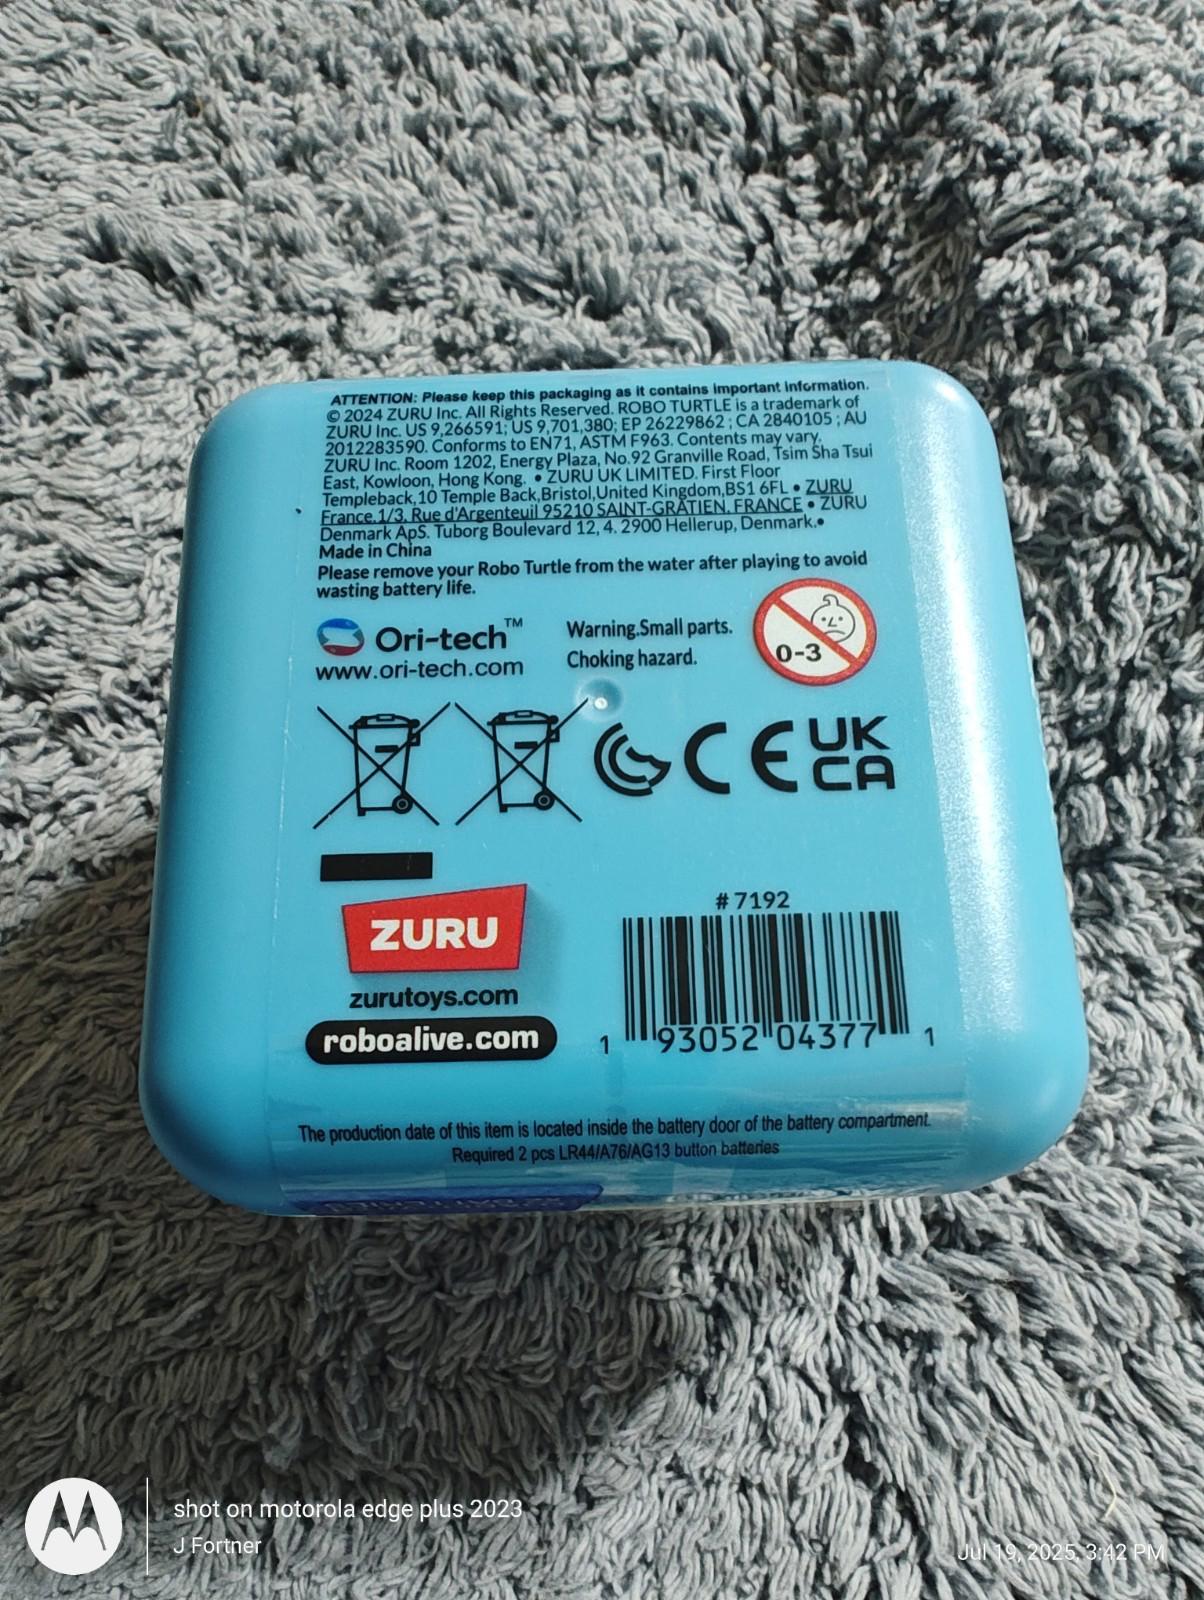 ATTENTION: Please keep this packaging as it contains important information.
© 2024 ZURU Inc. All Rights Reserved. ROBO TURTLE is a trademark of
ZURU Inc. US 9,266591; US 9,701,380; EP 26229862 ; CA 2840105 ; AU
2012283590. Conforms to EN71, ASTM F963. Contents may vary.
ZURU Inc. Room 1202, Energy Plaza, No.92 Granville Road, Tsim Sha Tsui
East, Kowloon, Hong Kong. • ZURU UK LIMITED. First Floor
Templeback,10 Temple Back,Bristol,United Kingdom,BS1 6FL • ZURU
France.1/3, Rue d'Argenteuil 95210 SAINT-GRATIEN, FRANCE • ZURU
Denmark ApS. Tuborg Boulevard 12, 4. 2900 Hellerup, Denmark.•
Made in China
Please remove your Robo Turtle from the water after playing to avoid
wasting battery life.
Ori-tech™
www.ori-tech.com
Warning.Small parts.
Choking hazard.
0-3
CE UK
CA
ZURU
zurutoys.com
roboalive.com
# 7192
1 93052 04377 1
The production date of this item is located inside the battery door of the battery compartment.
Required 2 pcs LR44/A76/AG13 button batteries
shot on motorola edge plus 2023
J Fortner
Jul 19, 2025, 3:42 PM